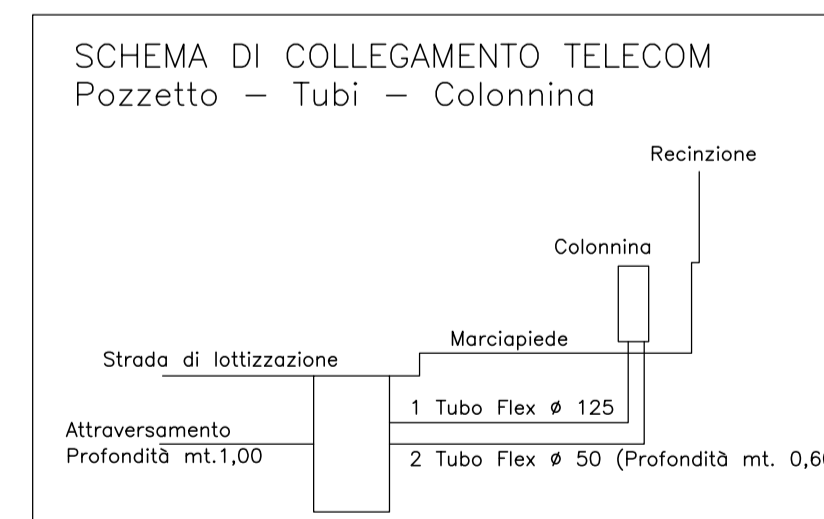 SCHEMA DI COLLEGAMENTO TELECOM
Pozzetto – Tubi – Colonnina
Recinzione
Colonnina
Marciapiede
Strada di lottizzazione
1 Tubo Flex ø 125
Attraversamento
Profondità mt.1,00
2 Tubo Flex ø 50 (Profondità mt. 0,60